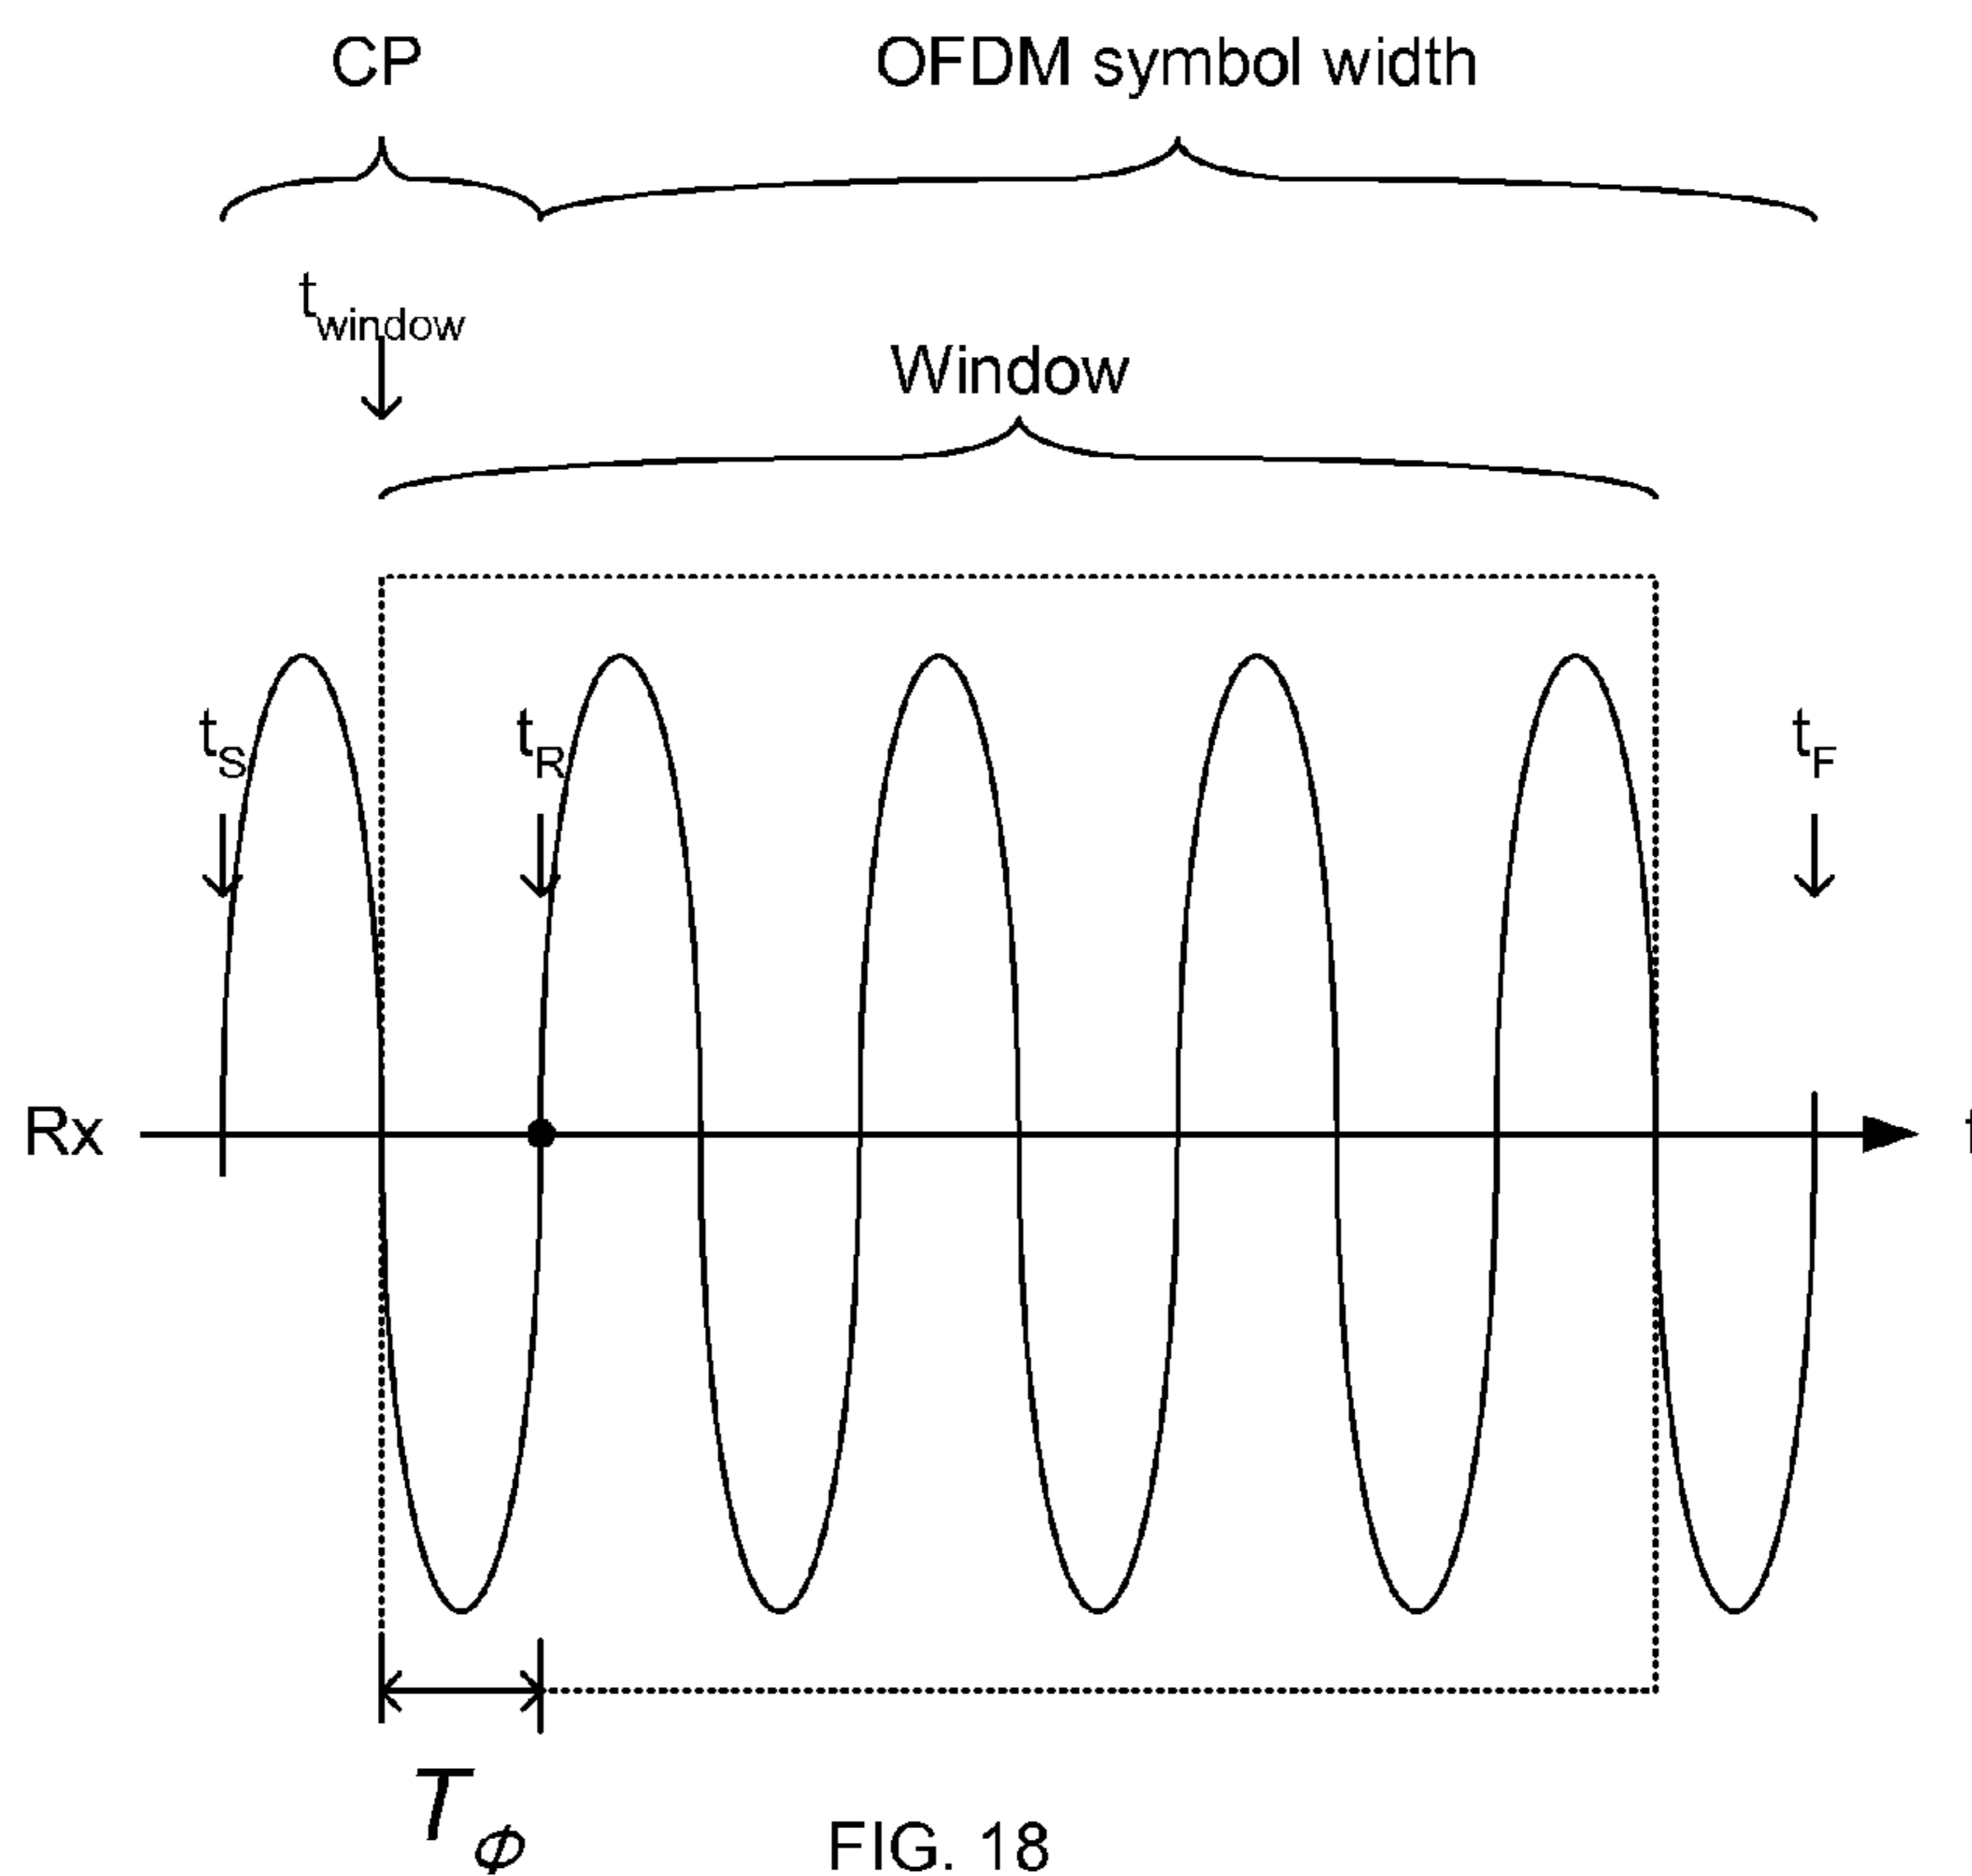 CP
OFDM symbol width
t_window
Window
t_S
t_R
t_F
Rx
t
T_ϕ
FIG. 18